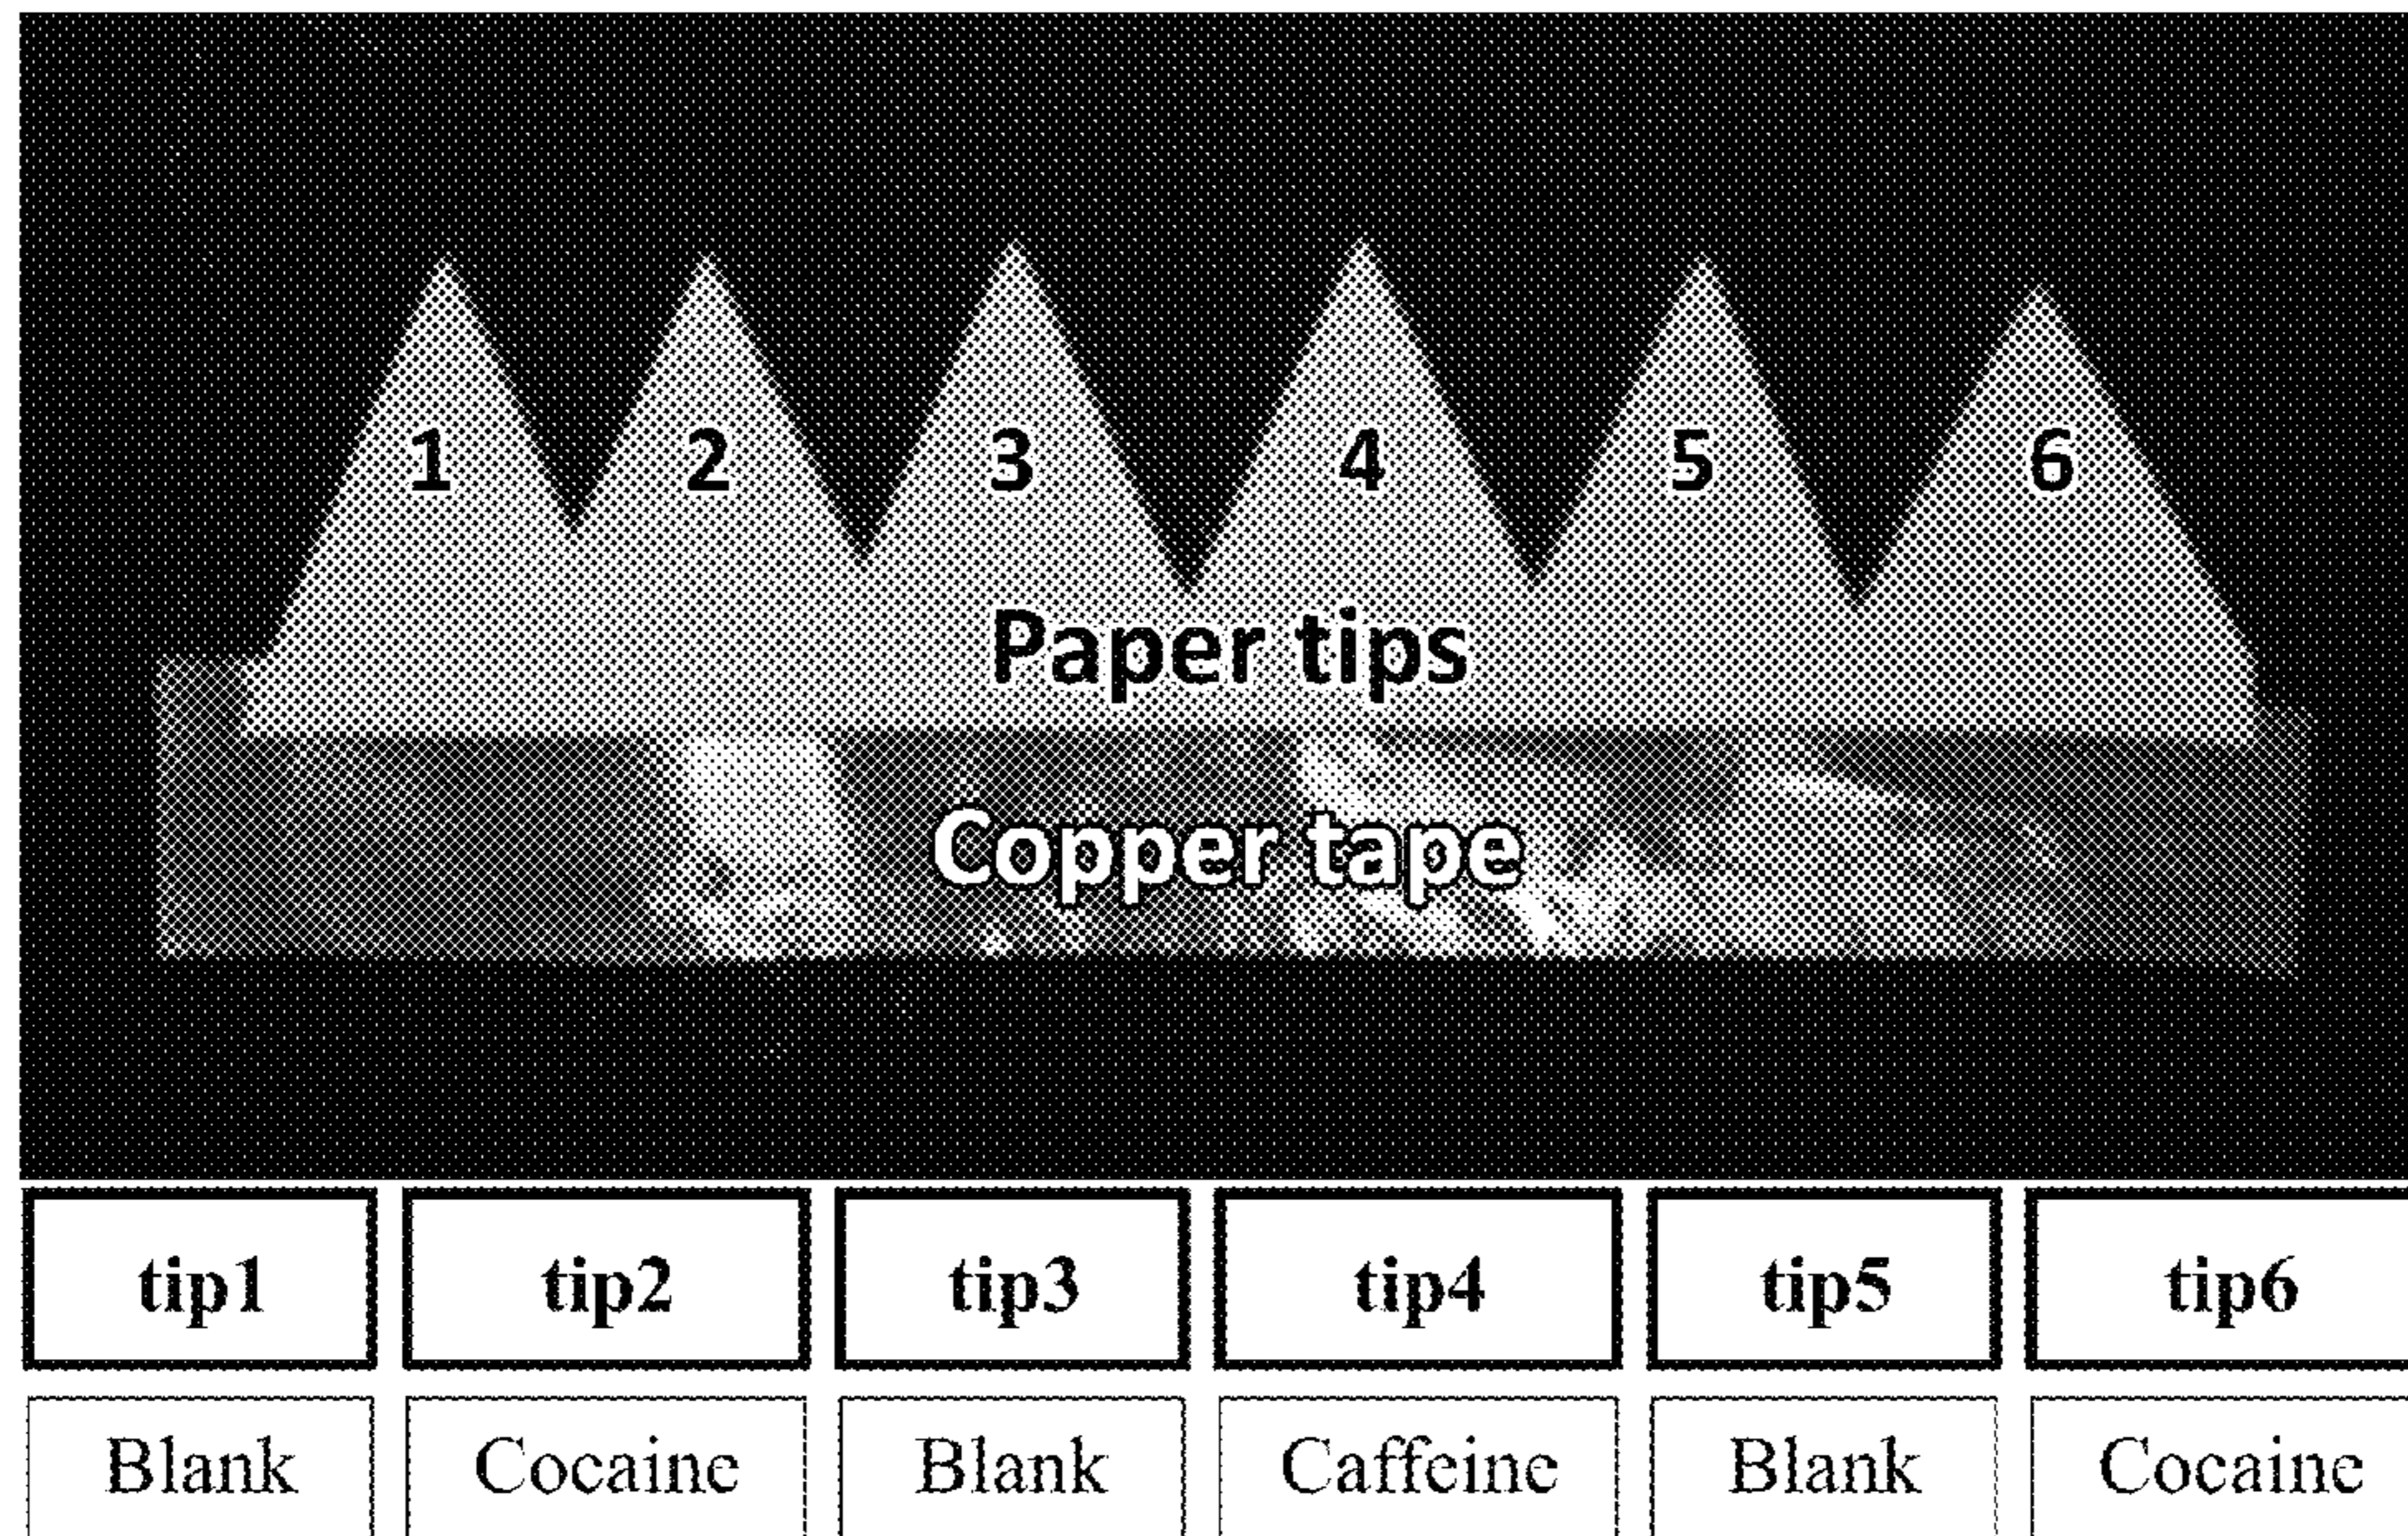 1 2 3 4 5 6
Paper tips
Copper tape
tip1 tip2 tip3 tip4 tip5 tip6
Blank Cocaine Blank Caffeine Blank Cocaine